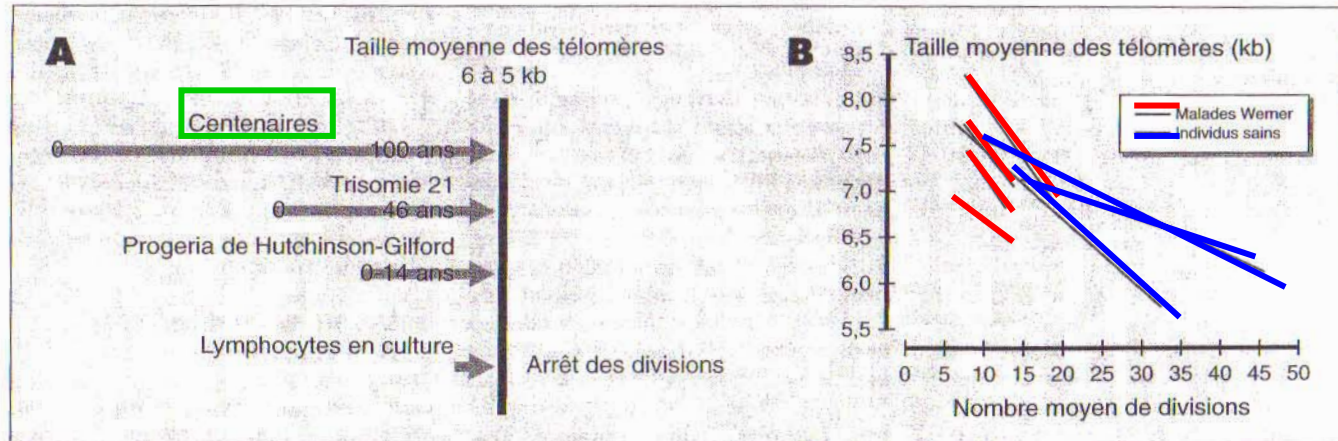 A
Taille moyenne des télomères
6 à 5 kb
Centenaires
0 100 ans
Trisomie 21
0 46 ans
Progeria de Hutchinson-Gilford
0 14 ans
Lymphocytes en culture
Arrêt des divisions
B
Taille moyenne des télomères (kb)
8,5
8,0
7,5
7,0
6,5
6,0
5,5
Malades Werner
Individus sains
0 5 10 15 20 25 30 35 40 45 50
Nombre moyen de divisions